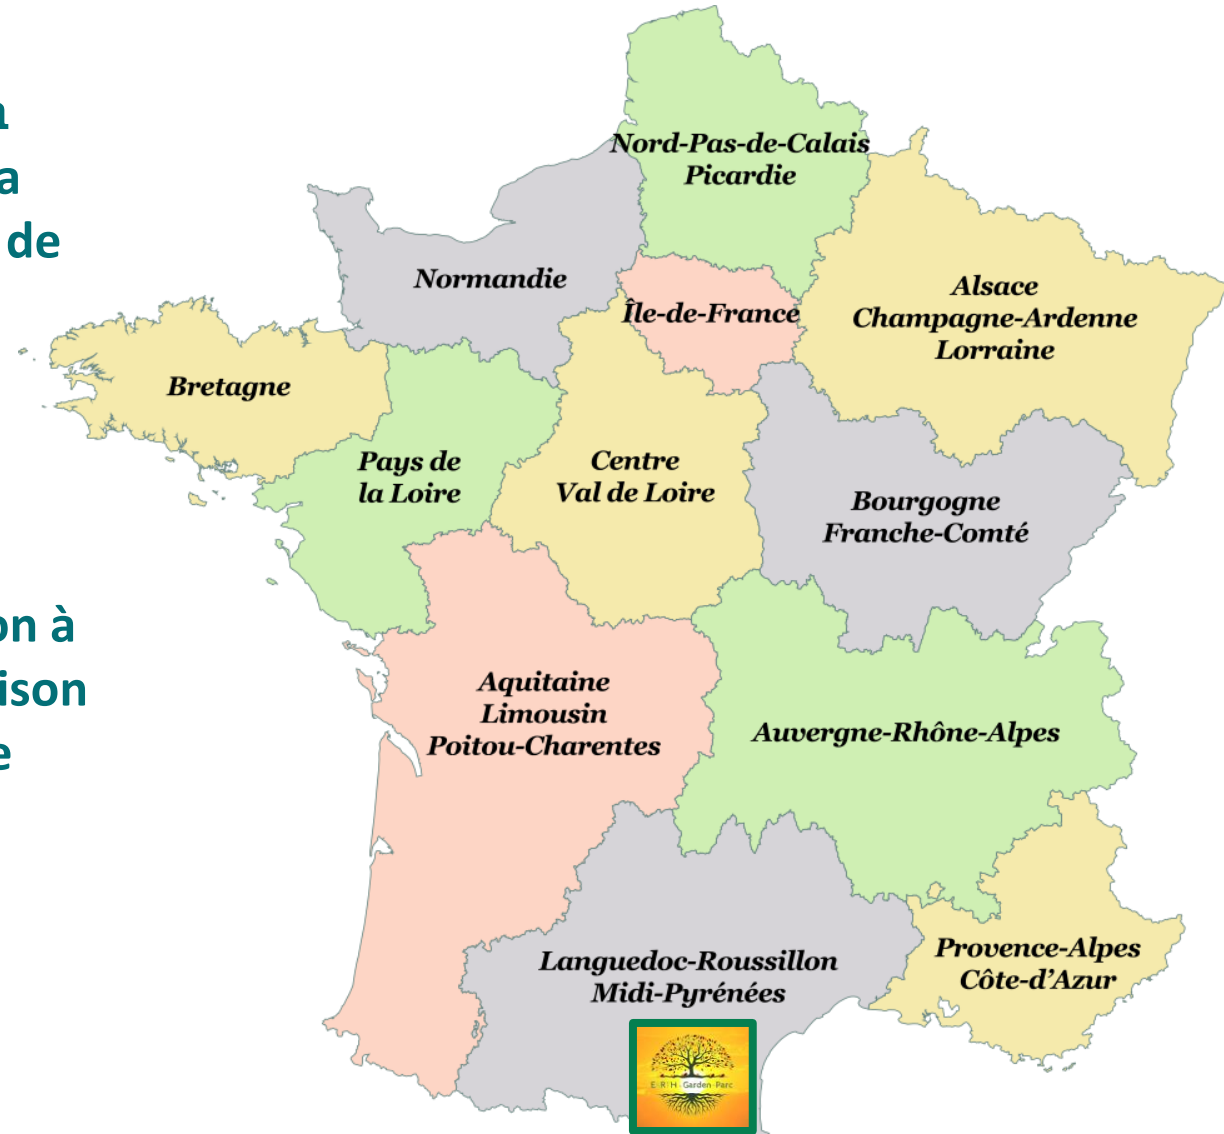 a
de
Nord-Pas-de-Calais
Picardie
Normandie
Île-de-France
Alsace
Champagne-Ardenne
Lorraine
Bretagne
Pays de
la Loire
Centre
Val de Loire
Bourgogne
Franche-Comté
on à
ison
e
Aquitaine
Limousin
Poitou-Charentes
Auvergne-Rhône-Alpes
Provence-Alpes
Côte-d'Azur
Languedoc-Roussillon
Midi-Pyrénées
Garden Parc